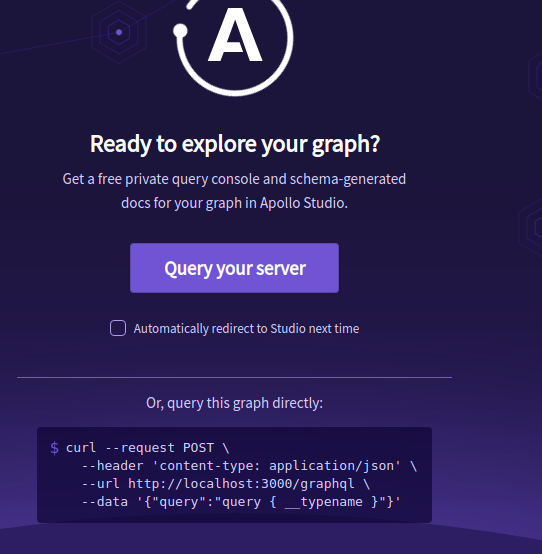 A
Ready to explore your graph?
Get a free private query console and schema-generated
docs for your graph in Apollo Studio.
Query your server
Automatically redirect to Studio next time
Or, query this graph directly:
$ curl --request POST \
--header 'content-type: application/json' \
--url http://localhost:3000/graphql \
--data '{"query":"query { __typename }"}'